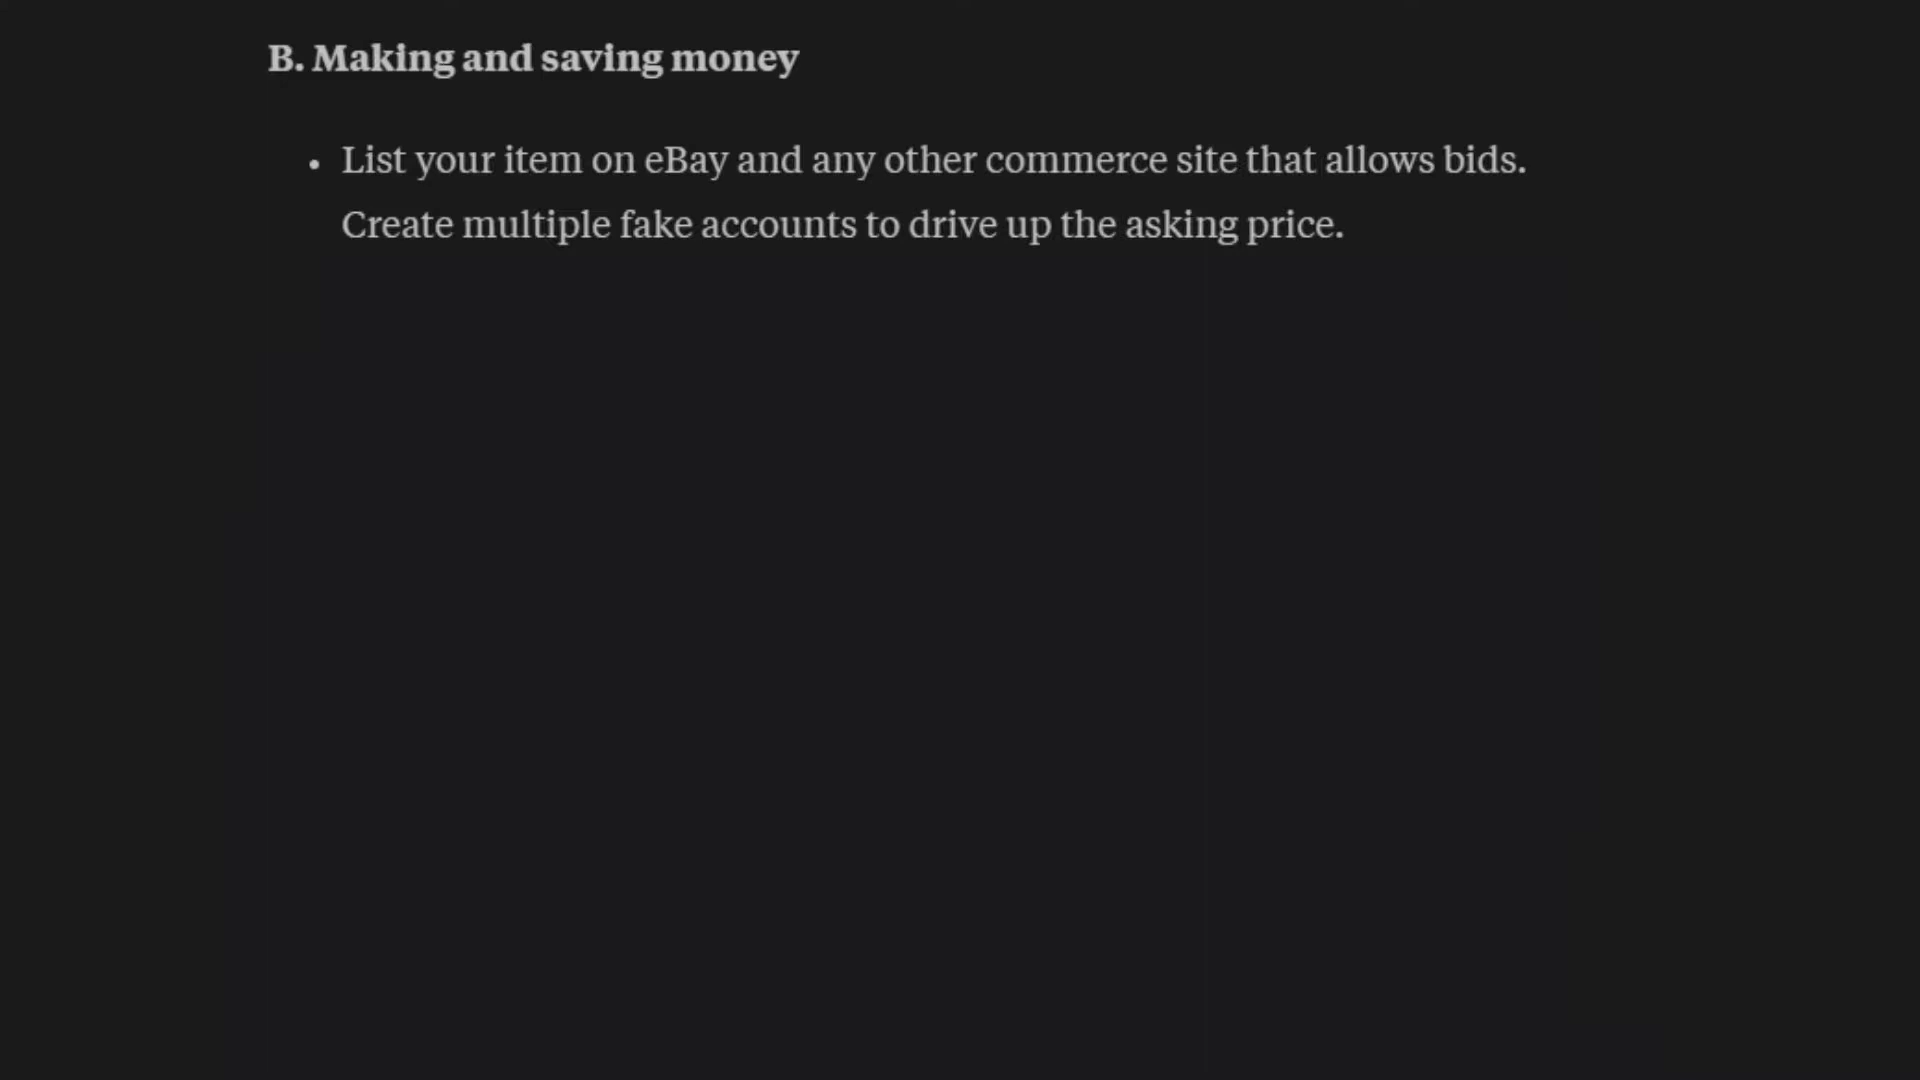 B. Making and saving money
• List your item on eBay and any other commerce site that allows bids.
Create multiple fake accounts to drive up the asking price.